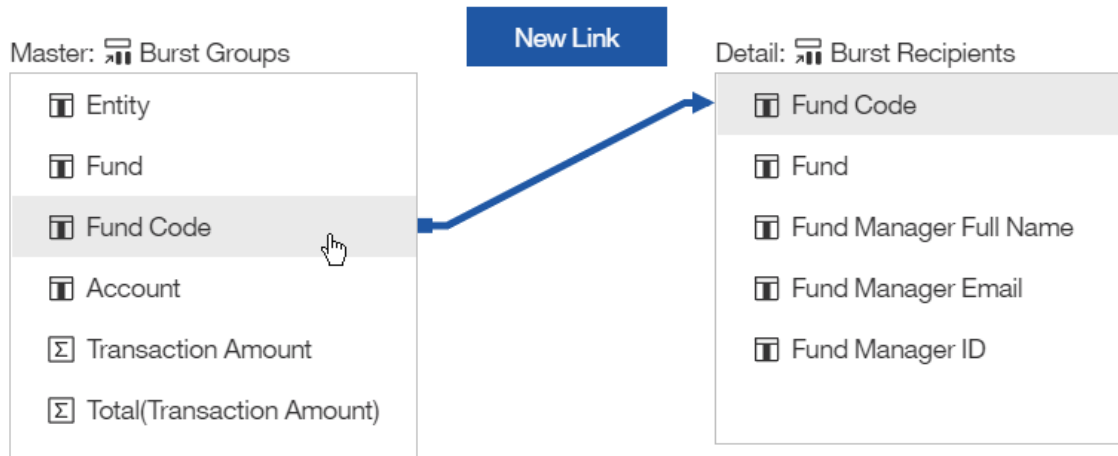 New Link
Master: Burst Groups
Entity
Fund
Fund Code
Account
Transaction Amount
Total(Transaction Amount)
Detail: Burst Recipients
Fund Code
Fund
Fund Manager Full Name
Fund Manager Email
Fund Manager ID